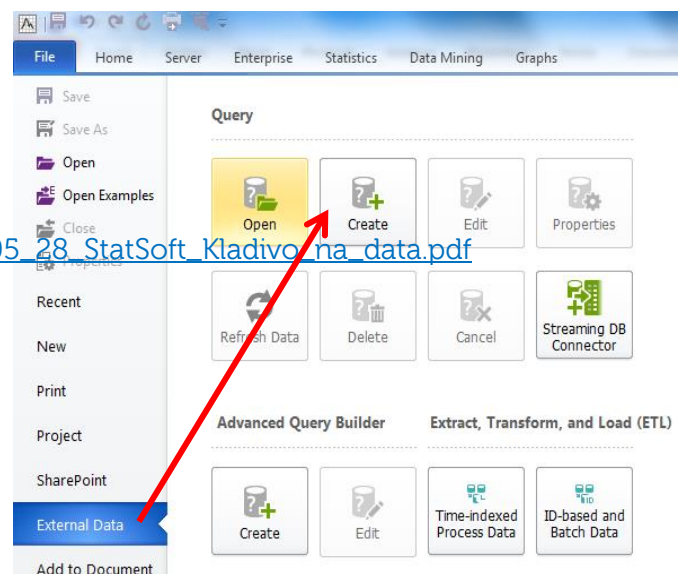 File Home Server Enterprise Statistics Data Mining Graphs
Save
Save As
Open
Open Examples
Close
Properties
Recent
New
Print
Project
SharePoint
External Data
Add to Document
Query
Open Create Edit Properties
05_28_StatSoft_Kladivo_na_data.pdf
Refresh Data Delete Cancel Streaming DB
Connector
Advanced Query Builder Extract, Transform, and Load (ETL)
Create Edit Time-indexed
Process Data
ID-based and
Batch Data